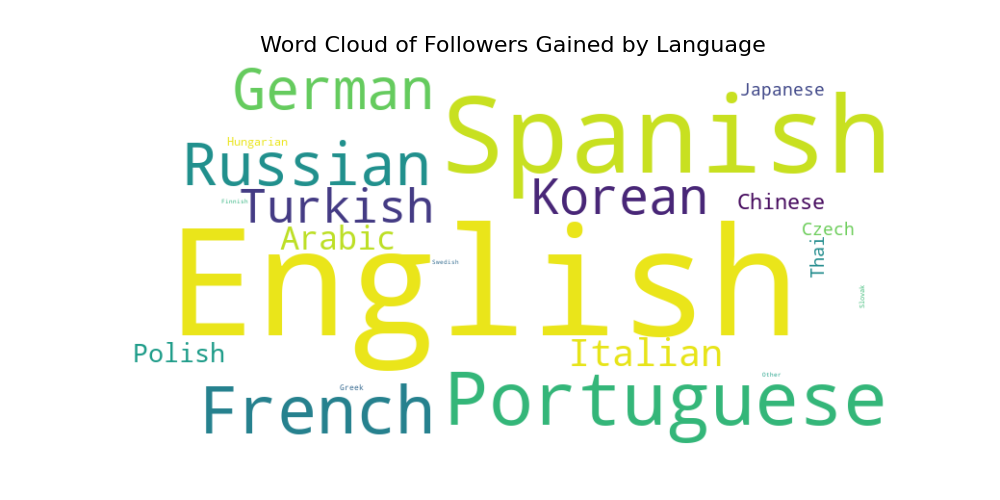 Word Cloud of Followers Gained by Language
German
Spanish
Japanese
Hungarian
Russian
Turkish
Korean
Chinese
Finnish
Arabic
Czech
Thai
English
Swedish
Slovak
Polish
Italian
French
Greek
Portuguese
Other